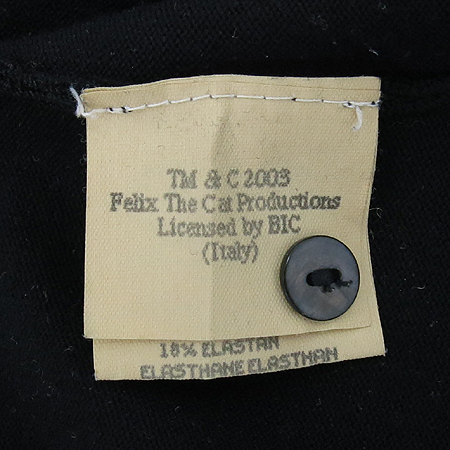 TM & C 2003
Felix The Cat Productions
Licensed by BIC
(Italy)
18% ELASTAN
ELASTHANE ELASTHAN